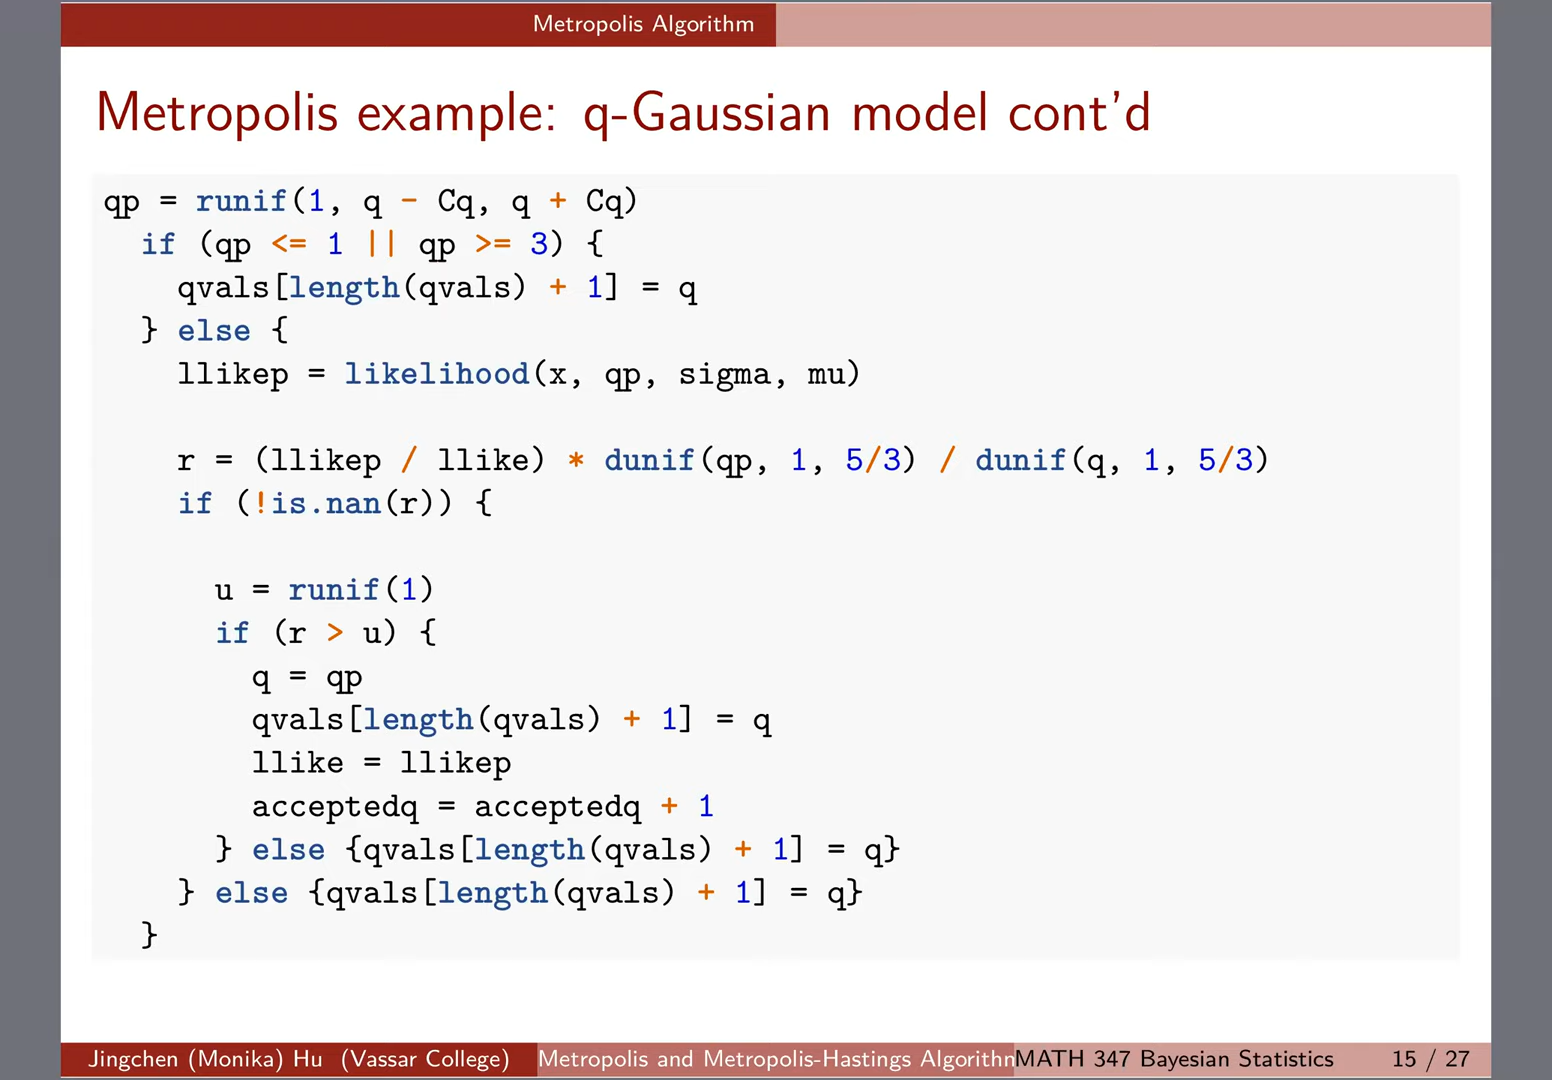 Metropolis Algorithm
Metropolis example: q-Gaussian model cont'd
qp = runif(1, q - Cq, q + Cq)
  if (qp <= 1 || qp >= 3) {
    qvals[length(qvals) + 1] = q
  } else {
    llikep = likelihood(x, qp, sigma, mu)
    r = (llikep / llike) * dunif(qp, 1, 5/3) / dunif(q, 1, 5/3)
    if (!is.nan(r)) {
      u = runif(1)
      if (r > u) {
        q = qp
        qvals[length(qvals) + 1] = q
        llike = llikep
        acceptedq = acceptedq + 1
      } else {qvals[length(qvals) + 1] = q}
    } else {qvals[length(qvals) + 1] = q}
  }
Jingchen (Monika) Hu (Vassar College) Metropolis and Metropolis-Hastings Algorithm MATH 347 Bayesian Statistics 15 / 27